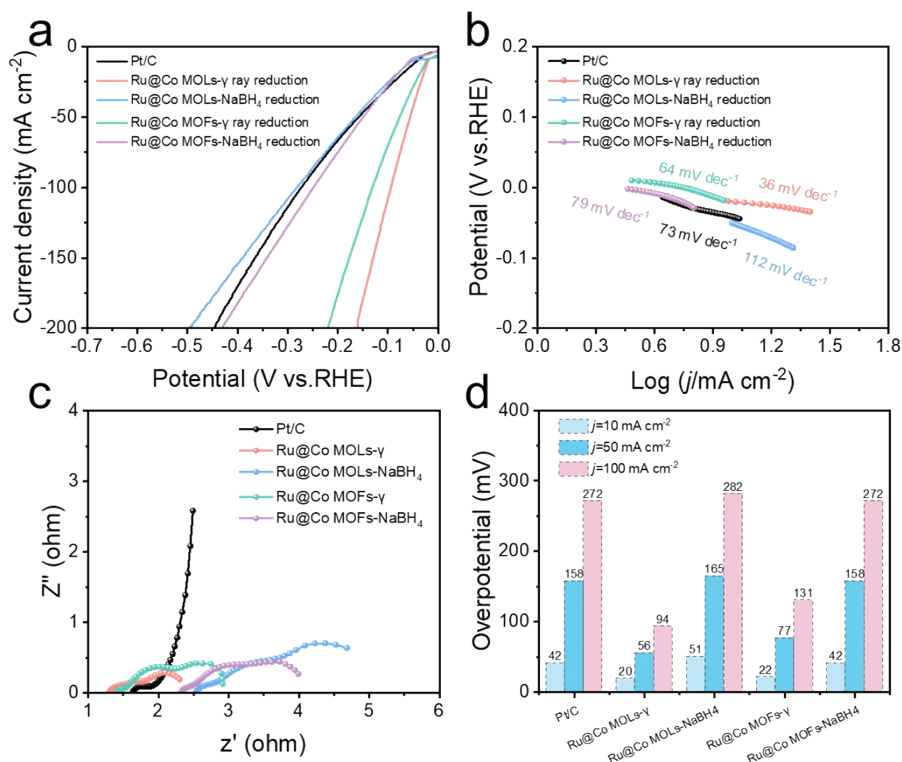 a
0
-50
-100
-150
-200
-0.7
-0.6
-0.5
-0.4
-0.3
-0.2
-0.1
0.0
Current density (mA cm⁻²)
Potential (V vs.RHE)
Pt/C
Ru@Co MOLs-γ ray reduction
Ru@Co MOLs-NaBH₄ reduction
Ru@Co MOFs-γ ray reduction
Ru@Co MOFs-NaBH₄ reduction
b
0.2
0.1
0.0
-0.1
-0.2
0.0
0.3
0.6
0.9
1.2
1.5
1.8
Potential (V vs.RHE)
Log (j/mA cm⁻²)
Pt/C
Ru@Co MOLs-γ ray reduction
Ru@Co MOLs-NaBH₄ reduction
Ru@Co MOFs-γ ray reduction
Ru@Co MOFs-NaBH₄ reduction
64 mV dec⁻¹
36 mV dec⁻¹
79 mV dec⁻¹
73 mV dec⁻¹
112 mV dec⁻¹
c
4
3
2
1
0
1
2
3
4
5
6
Z'' (ohm)
z' (ohm)
Pt/C
Ru@Co MOLs-γ
Ru@Co MOLs-NaBH₄
Ru@Co MOFs-γ
Ru@Co MOFs-NaBH₄
d
400
300
200
100
0
Overpotential (mV)
j=10 mA cm⁻²
j=50 mA cm⁻²
j=100 mA cm⁻²
42
158
272
20
56
94
51
165
282
22
77
131
42
158
272
Pt/C
Ru@Co MOLs-γ
Ru@Co MOLs-NaBH4
Ru@Co MOFs-γ
Ru@Co MOFs-NaBH4